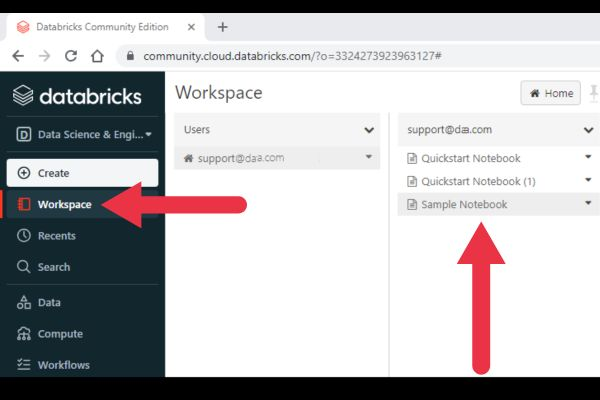 Databricks Community Edition
community.cloud.databricks.com/?o=3324273923963127#
databricks
Workspace
Home
D Data Science & Engi...
Users
support@daa.com
support@daa.com
Create
Quickstart Notebook
Quickstart Notebook (1)
Workspace
Sample Notebook
Recents
Search
Data
Compute
Workflows